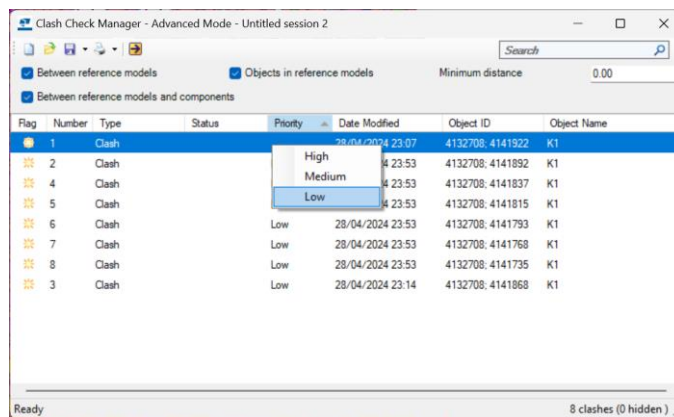 Clash Check Manager - Advanced Mode - Untitled session 2
Search
Between reference models Objects in reference models Minimum distance 0.00
Between reference models and components
Flag Number Type Status Priority Date Modified Object ID Object Name
1 Clash 28/04/2024 23:07 4132708; 4141922 K1
High
2 Clash 4 23:53 4132708; 4141892 K1
Medium
4 Clash 4 23:53 4132708; 4141837 K1
Low
5 Clash 4 23:53 4132708; 4141815 K1
6 Clash Low 28/04/2024 23:53 4132708; 4141793 K1
7 Clash Low 28/04/2024 23:53 4132708; 4141768 K1
8 Clash Low 28/04/2024 23:53 4132708; 4141735 K1
3 Clash Low 28/04/2024 23:14 4132708; 4141868 K1
Ready 8 clashes (0 hidden )